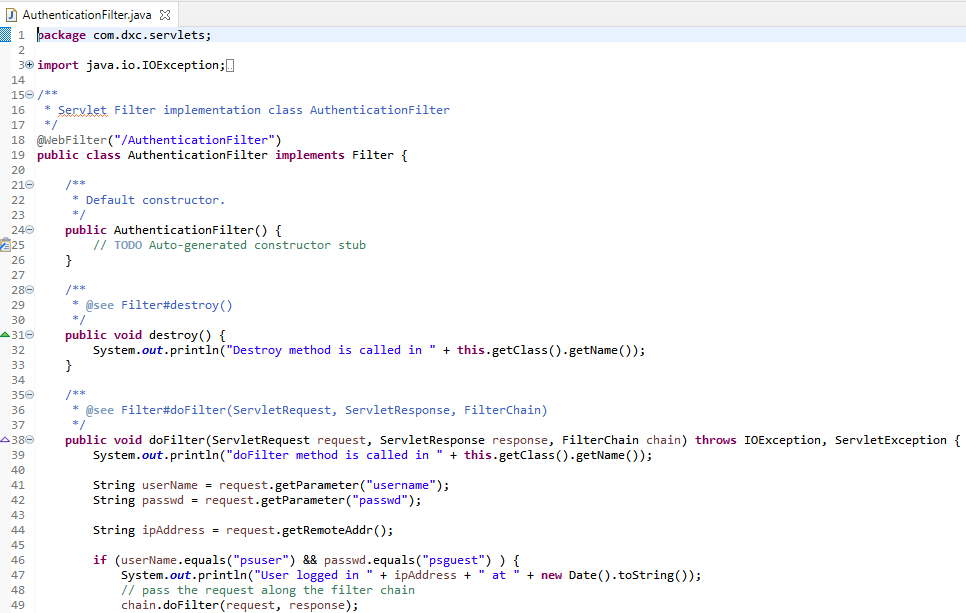 AuthenticationFilter.java
1 package com.dxc.servlets;
2
3 import java.io.IOException;
14
15 /**
16 * Servlet Filter implementation class AuthenticationFilter
17 */
18 @WebFilter("/AuthenticationFilter")
19 public class AuthenticationFilter implements Filter {
20
21 /**
22 * Default constructor.
23 */
24 public AuthenticationFilter() {
25 // TODO Auto-generated constructor stub
26 }
27
28 /**
29 * @see Filter#destroy()
30 */
31 public void destroy() {
32 System.out.println("Destroy method is called in " + this.getClass().getName());
33 }
34
35 /**
36 * @see Filter#doFilter(ServletRequest, ServletResponse, FilterChain)
37 */
38 public void doFilter(ServletRequest request, ServletResponse response, FilterChain chain) throws IOException, ServletException {
39 System.out.println("doFilter method is called in " + this.getClass().getName());
40
41 String userName = request.getParameter("username");
42 String passwd = request.getParameter("passwd");
43
44 String ipAddress = request.getRemoteAddr();
45
46 if (userName.equals("psuser") && passwd.equals("psguest") ) {
47 System.out.println("User logged in " + ipAddress + " at " + new Date().toString());
48 // pass the request along the filter chain
49 chain.doFilter(request, response);